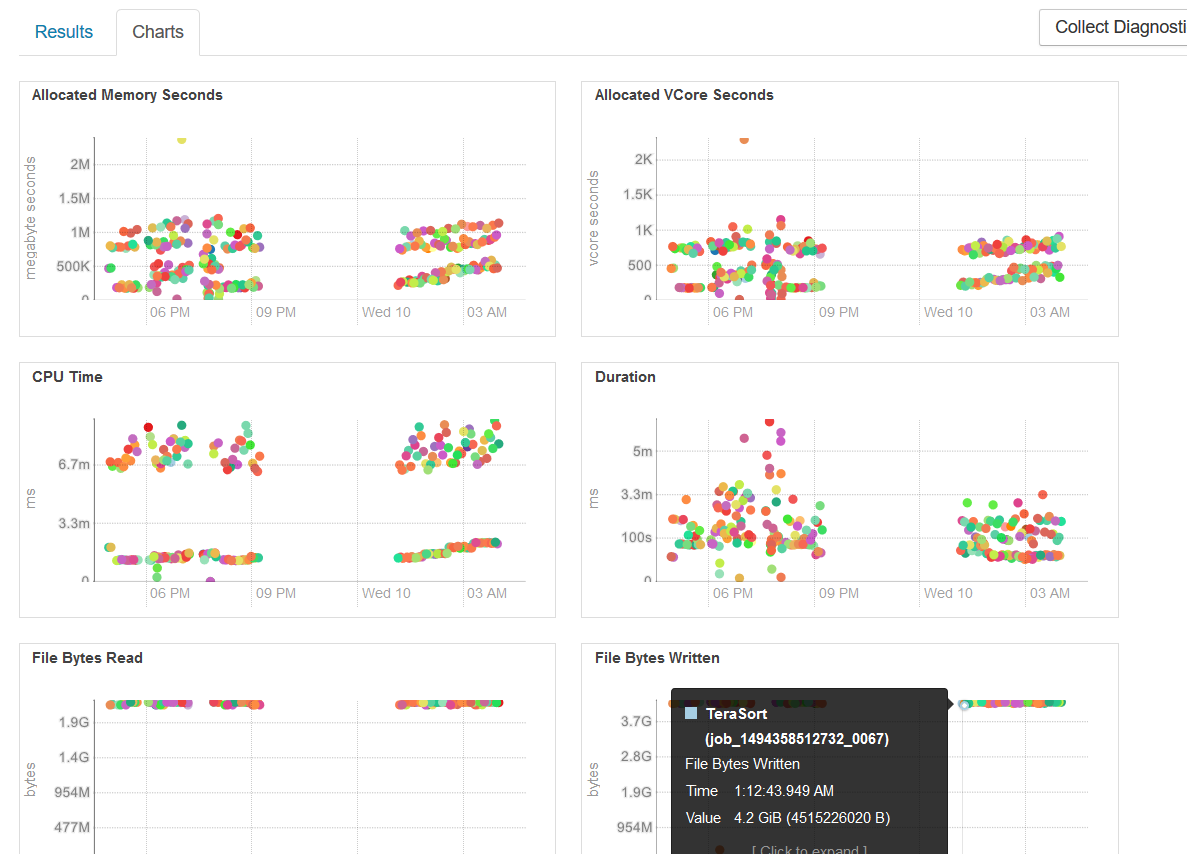 Results
Charts
Collect Diagnosti
Allocated Memory Seconds
megabyte seconds
2M
1.5M
1M
500K
0
06 PM
09 PM
Wed 10
03 AM
Allocated VCore Seconds
vcore seconds
2K
1.5K
1K
500
0
06 PM
09 PM
Wed 10
03 AM
CPU Time
ms
6.7m
3.3m
0
06 PM
09 PM
Wed 10
03 AM
Duration
ms
5m
3.3m
100s
0
06 PM
09 PM
Wed 10
03 AM
File Bytes Read
bytes
1.9G
1.4G
954M
477M
File Bytes Written
bytes
3.7G
2.8G
1.9G
954M
TeraSort
(job_1494358512732_0067)
File Bytes Written
Time 1:12:43.949 AM
Value 4.2 GiB (4515226020 B)
[ Click to expand ]